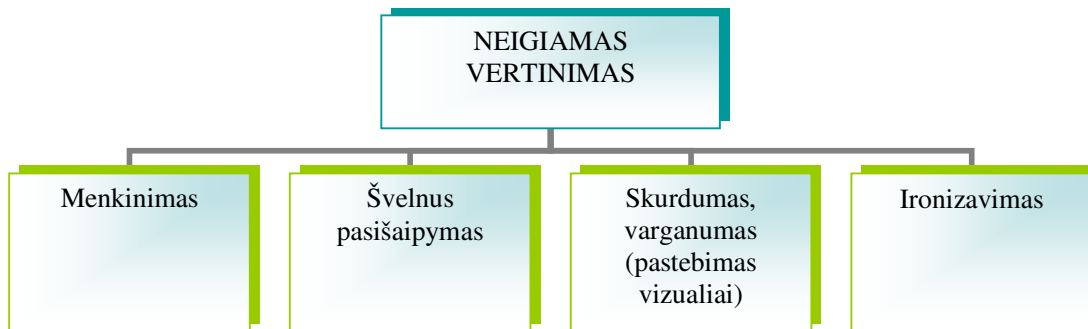 NEIGIAMAS
VERTINIMAS
Menkinimas
Švelnus
pasišaipymas
Skurdumas,
varganumas
(pastebimas
vizualiai)
Ironizavimas